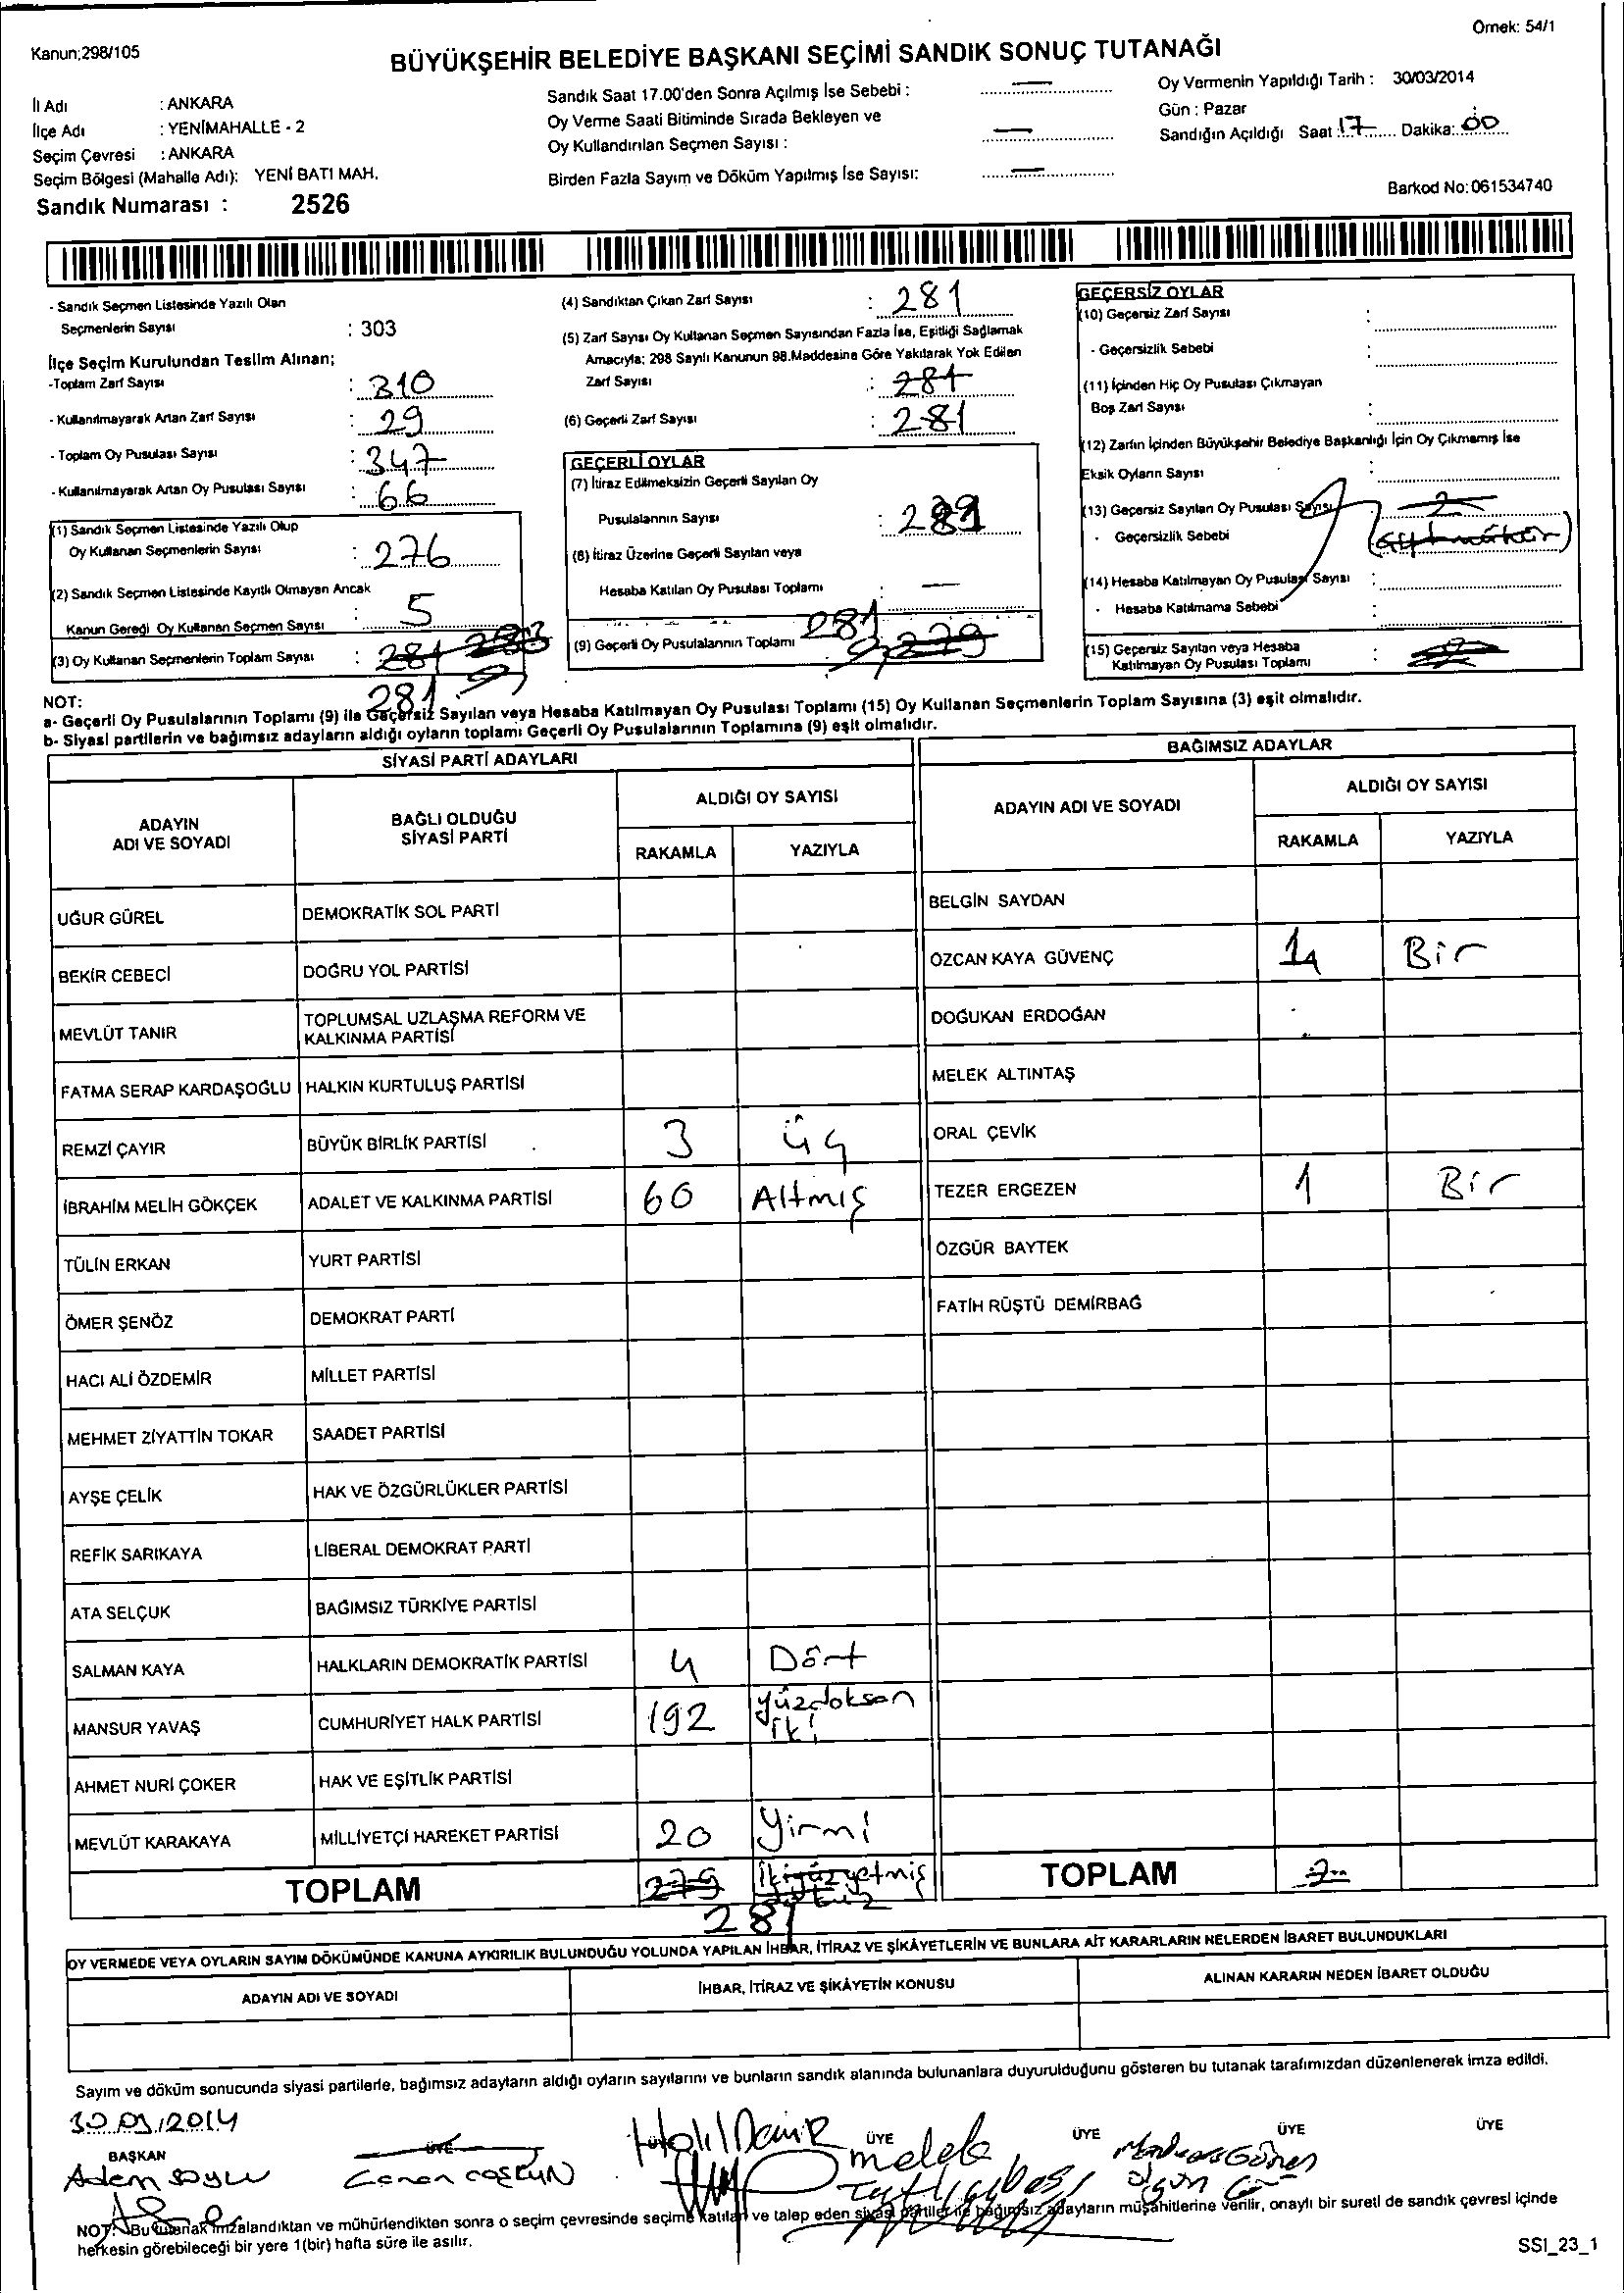 Örnek: 54/1
Kanun;298/105
BÜYÜKŞEHİR BELEDİYE BAŞKANI SEÇİMİ SANDIK SONUÇ TUTANAĞI
İl Adı : ANKARA
İlçe Adı : YENİMAHALLE - 2
Seçim Çevresi : ANKARA
Seçim Bölgesi (Mahalle Adı): YENİ BATI MAH.
Sandık Numarası : 2526
Sandık Saat 17.00'den Sonra Açılmış İse Sebebi : —
Oy Verme Saati Bitiminde Sırada Bekleyen ve
Oy Kullandırılan Seçmen Sayısı : —
Birden Fazla Sayım ve Döküm Yapılmış İse Sayısı: —
Oy Vermenin Yapıldığı Tarih : 30/03/2014
Gün : Pazar
Sandığın Açıldığı Saat 17 Dakika: 00
Barkod No:061534740
- Sandık Seçmen Listesinde Yazılı Olan
Seçmenlerin Sayısı : 303
İlçe Seçim Kurulundan Teslim Alınan;
-Toplam Zarf Sayısı : 310
- Kullanılmayarak Artan Zarf Sayısı : 29
- Toplam Oy Pusulası Sayısı : 347
- Kullanılmayarak Artan Oy Pusulası Sayısı : 66
(1) Sandık Seçmen Listesinde Yazılı Olup
Oy Kullanan Seçmenlerin Sayısı : 276
(2) Sandık Seçmen Listesinde Kayıtlı Olmayan Ancak
Kanun Gereği Oy Kullanan Seçmen Sayısı 5
(3) Oy Kullanan Seçmenlerin Toplam Sayısı : 281
281
(4) Sandıktan Çıkan Zarf Sayısı : 281
(5) Zarf Sayısı Oy Kullanan Seçmen Sayısından Fazla İse, Eşitliği Sağlamak
Amacıyla; 298 Sayılı Kanunun 98.Maddesine Göre Yakılarak Yok Edilen
Zarf Sayısı : 281
(6) Geçerli Zarf Sayısı : 281
GEÇERLİ OYLAR
(7) İtiraz Edilmeksizin Geçerli Sayılan Oy
Pusulalarının Sayısı :
(8) İtiraz Üzerine Geçerli Sayılan veya
Hesaba Katılan Oy Pusulası Toplamı : —
(9) Geçerli Oy Pusulalarının Toplamı 281
279
GEÇERSİZ OYLAR
(10) Geçersiz Zarf Sayısı :
- Geçersizlik Sebebi :
(11) İçinden Hiç Oy Pusulası Çıkmayan
Boş Zarf Sayısı :
(12) Zarfın İçinden Büyükşehir Belediye Başkanlığı İçin Oy Çıkmamış İse
Eksik Oyların Sayısı :
(13) Geçersiz Sayılan Oy Pusulası Sayısı 2
- Geçersizlik Sebebi
(14) Hesaba Katılmayan Oy Pusulası Sayısı :
- Hesaba Katılmama Sebebi :
(15) Geçersiz Sayılan veya Hesaba
Katılmayan Oy Pusulası Toplamı :
NOT:
a- Geçerli Oy Pusulalarının Toplamı (9) ile Geçersiz Sayılan veya Hesaba Katılmayan Oy Pusulası Toplamı (15) Oy Kullanan Seçmenlerin Toplam Sayısına (3) eşit olmalıdır.
b- Siyasi partilerin ve bağımsız adayların aldığı oyların toplamı Geçerli Oy Pusulalarının Toplamına (9) eşit olmalıdır.
SİYASİ PARTİ ADAYLARI
BAĞIMSIZ ADAYLAR
ADAYIN
ADI VE SOYADI
BAĞLI OLDUĞU
SİYASİ PARTİ
ALDIĞI OY SAYISI
RAKAMLA YAZIYLA
ADAYIN ADI VE SOYADI
ALDIĞI OY SAYISI
RAKAMLA YAZIYLA
UĞUR GÜREL DEMOKRATİK SOL PARTİ BELGİN SAYDAN
BEKİR CEBECİ DOĞRU YOL PARTİSİ ÖZCAN KAYA GÜVENÇ 1 Bir
MEVLÜT TANIR TOPLUMSAL UZLAŞMA REFORM VE
KALKINMA PARTİSİ DOĞUKAN ERDOĞAN
FATMA SERAP KARDAŞOĞLU HALKIN KURTULUŞ PARTİSİ MELEK ALTINTAŞ
REMZİ ÇAYIR BÜYÜK BİRLİK PARTİSİ 3 üç ORAL ÇEVİK
İBRAHİM MELİH GÖKÇEK ADALET VE KALKINMA PARTİSİ 60 Altmış TEZER ERGEZEN 1 Bir
TÜLİN ERKAN YURT PARTİSİ ÖZGÜR BAYTEK
ÖMER ŞENÖZ DEMOKRAT PARTİ FATİH RÜŞTÜ DEMİRBAĞ
HACI ALİ ÖZDEMİR MİLLET PARTİSİ
MEHMET ZİYATTİN TOKAR SAADET PARTİSİ
AYŞE ÇELİK HAK VE ÖZGÜRLÜKLER PARTİSİ
REFİK SARIKAYA LİBERAL DEMOKRAT PARTİ
ATA SELÇUK BAĞIMSIZ TÜRKİYE PARTİSİ
SALMAN KAYA HALKLARIN DEMOKRATİK PARTİSİ 4 Dört
MANSUR YAVAŞ CUMHURİYET HALK PARTİSİ 192 yüzdoksan
iki
AHMET NURİ ÇOKER HAK VE EŞİTLİK PARTİSİ
MEVLÜT KARAKAYA MİLLİYETÇİ HAREKET PARTİSİ 20 yirmi
TOPLAM 279 ikiyüzyetmiş
dokuz
281
TOPLAM 2
OY VERMEDE VEYA OYLARIN SAYIM DÖKÜMÜNDE KANUNA AYKIRILIK BULUNDUĞU YOLUNDA YAPILAN İHBAR, İTİRAZ VE ŞİKÂYETLERİN VE BUNLARA AİT KARARLARIN NELERDEN İBARET BULUNDUKLARI
ADAYIN ADI VE SOYADI İHBAR, İTİRAZ VE ŞİKÂYETİN KONUSU ALINAN KARARIN NEDEN İBARET OLDUĞU
Sayım ve döküm sonucunda siyasi partilerle, bağımsız adayların aldığı oyların sayılarını ve bunların sandık alanında bulunanlara duyurulduğunu gösteren bu tutanak tarafımızdan düzenlenerek imza edildi.
30.03.2014
BAŞKAN ÜYE ÜYE ÜYE ÜYE ÜYE ÜYE
Adem SOYLU Canan COŞKUN Halil Demir melek
NOT: Bu tutanak imzalandıktan ve mühürlendikten sonra o seçim çevresinde seçime katılan ve talep eden siyasi partiler ile bağımsız adayların müşahitlerine verilir, onaylı bir sureti de sandık çevresi içinde
herkesin görebileceği bir yere 1(bir) hafta süre ile asılır.
SSI_23_1